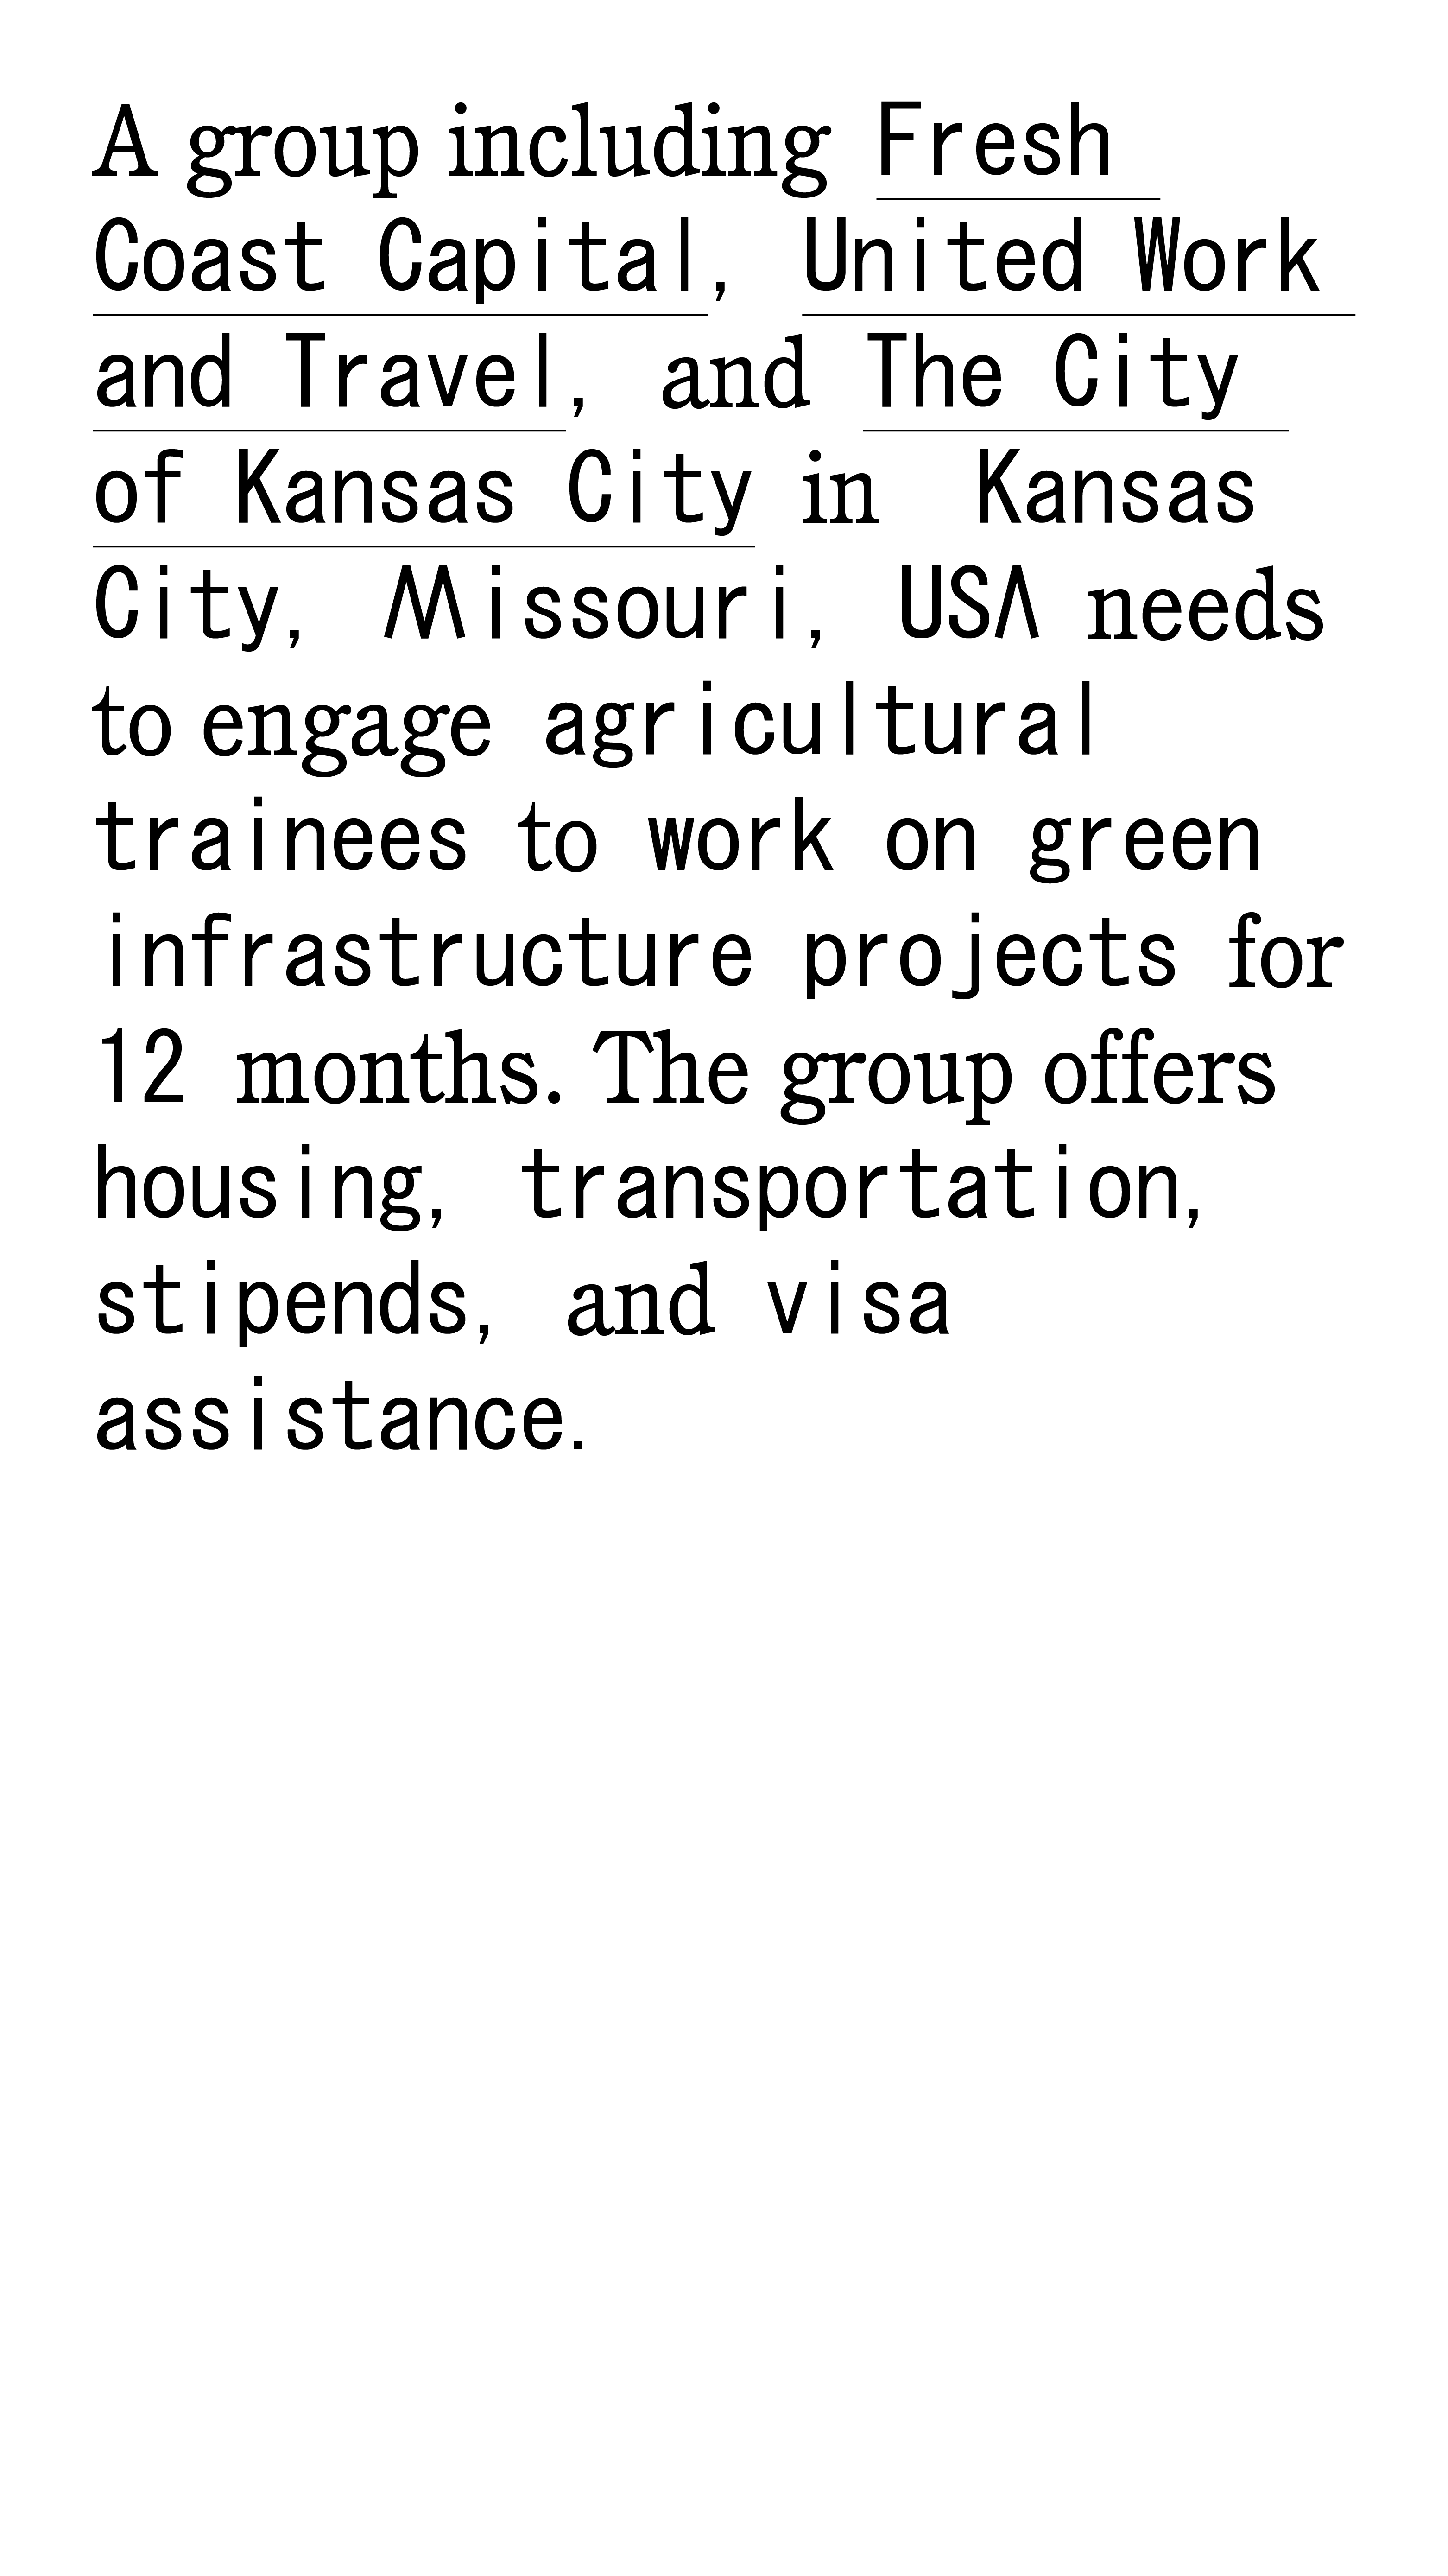 A group including Fresh
Coast Capital, United Work
and Travel, and The City
of Kansas City in Kansas
City, Missouri, USA needs
to engage agricultural
trainees to work on green
infrastructure projects for
12 months. The group offers
housing, transportation,
stipends, and visa
assistance.